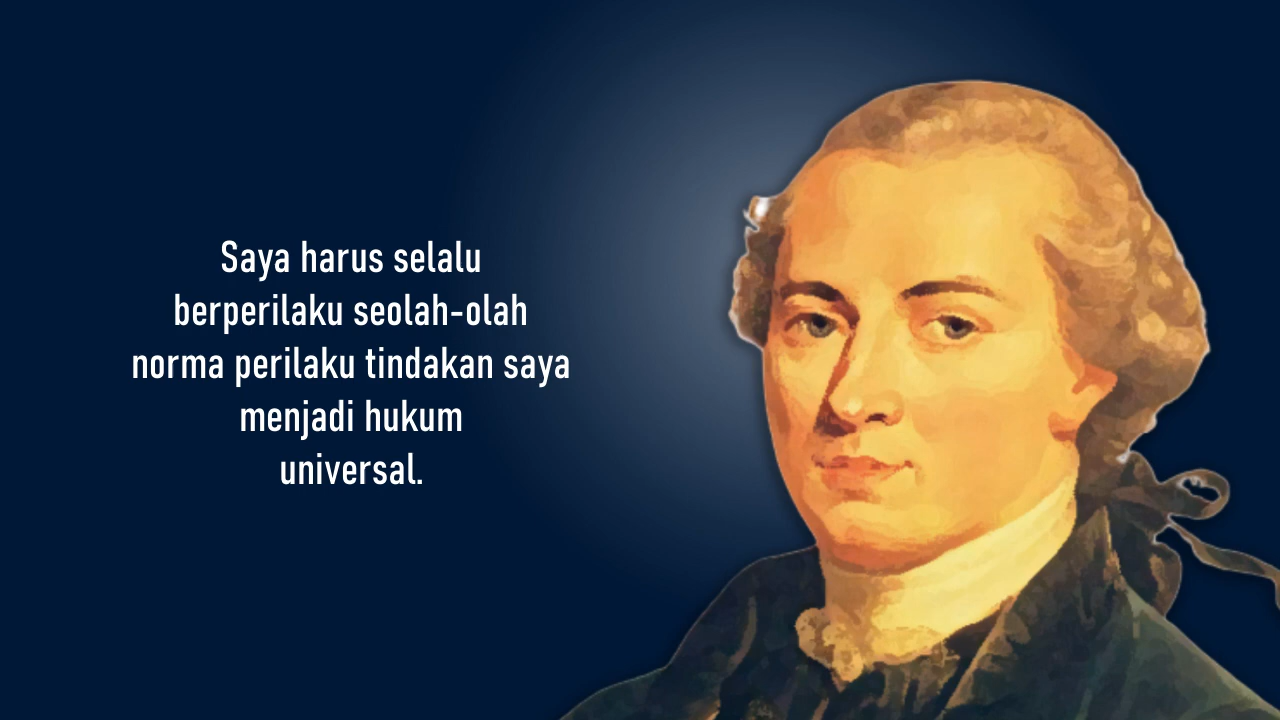 Saya harus selalu
berperilaku seolah-olah
norma perilaku tindakan saya
menjadi hukum
universal.